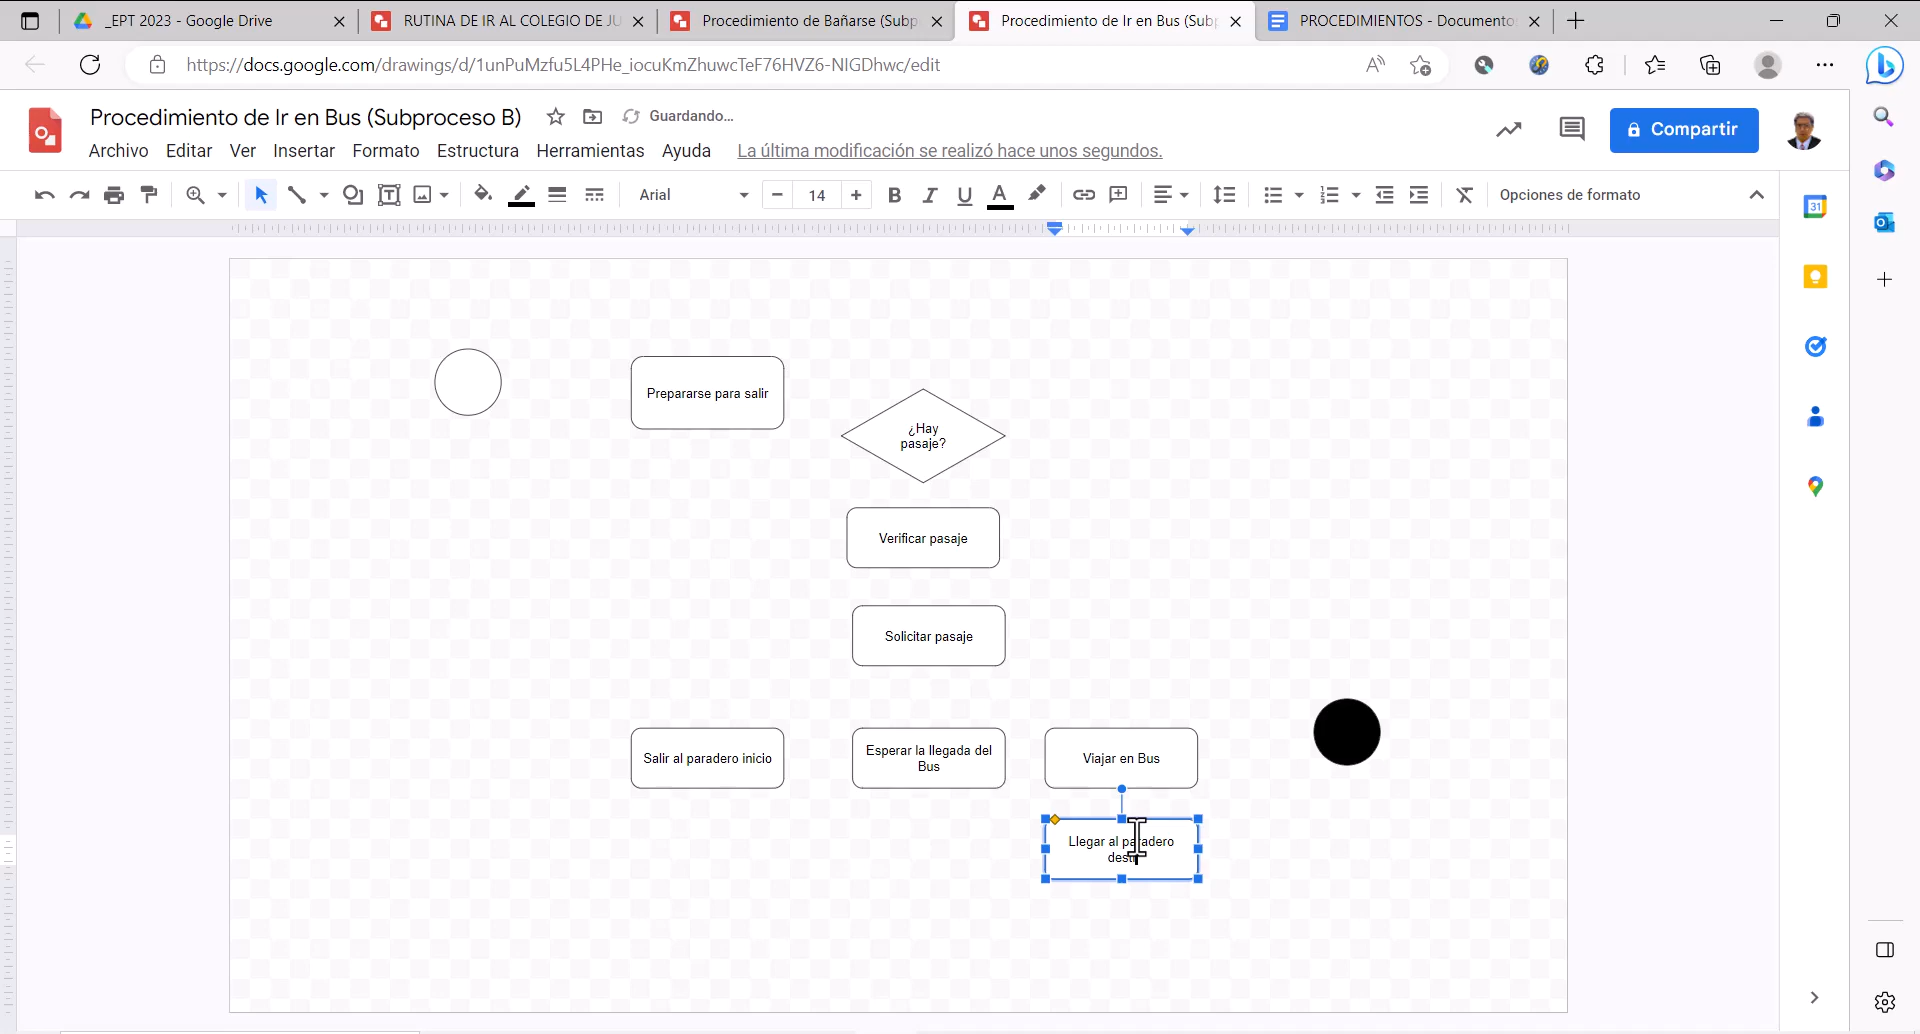 _EPT 2023 - Google Drive
RUTINA DE IR AL COLEGIO DE JU
Procedimiento de Bañarse (Subp
Procedimiento de Ir en Bus (Subp
PROCEDIMIENTOS - Documento
https://docs.google.com/drawings/d/1unPuMzfu5L4PHe_iocuKmZhuwcTeF76HVZ6-NIGDhwc/edit
Procedimiento de Ir en Bus (Subproceso B)
Guardando...
Archivo Editar Ver Insertar Formato Estructura Herramientas Ayuda
La última modificación se realizó hace unos segundos.
Compartir
Arial
14
Opciones de formato
31
Prepararse para salir
¿Hay
pasaje?
Verificar pasaje
Solicitar pasaje
Salir al paradero inicio
Esperar la llegada del
Bus
Viajar en Bus
Llegar al paradero
desti